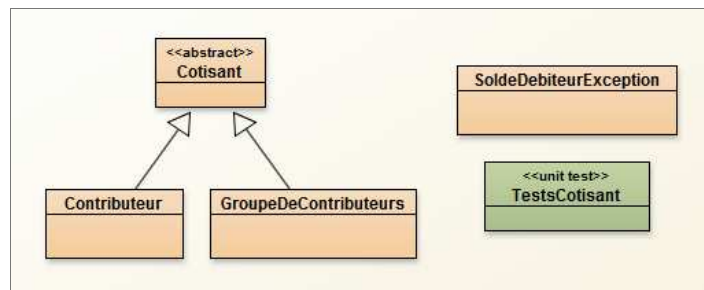 <<abstract>>
Cotisant
SoldeDebiteurException
<<unit test>>
TestsCotisant
Contributeur
GroupeDeContributeurs